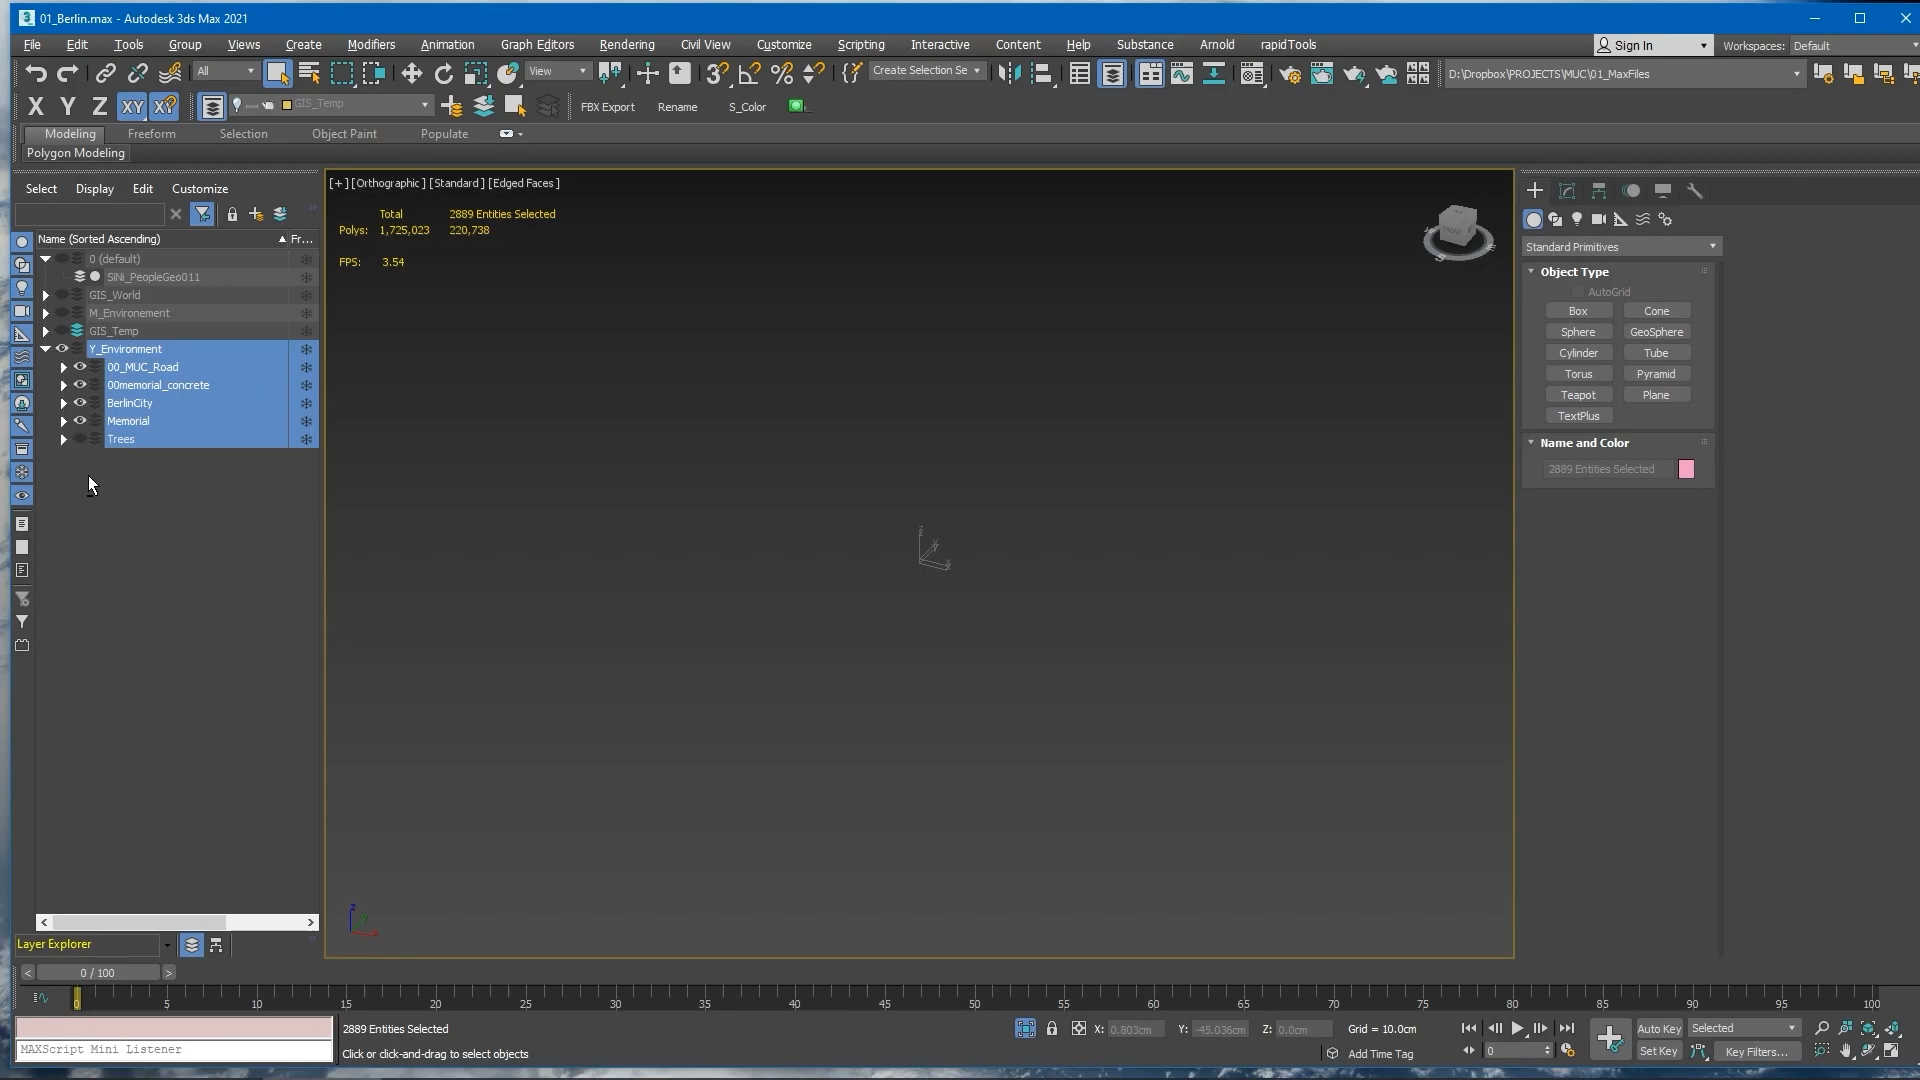 01_Berlin.max - Autodesk 3ds Max 2021
File Edit Tools Group Views Create Modifiers Animation Graph Editors Rendering Civil View Customize Scripting Interactive Content Help Substance Arnold rapidTools Sign In Workspaces: Default
All View Create Selection Se D:\Dropbox\PROJECTS\MUC\01_MaxFiles
X Y Z XY GIS_Temp FBX Export Rename S_Color
Modeling Freeform Selection Object Paint Populate
Polygon Modeling
Select Display Edit Customize
Name (Sorted Ascending) Fr...
0 (default)
SiNi_PeopleGeo011
GIS_World
M_Environement
GIS_Temp
Y_Environment
00_MUC_Road
00memorial_concrete
BerlinCity
Memorial
Trees
Layer Explorer
[+] [Orthographic] [Standard] [Edged Faces]
Total 2889 Entities Selected
Polys: 1,725,023 220,738
FPS: 3.54
Standard Primitives
Object Type
AutoGrid
Box Cone
Sphere GeoSphere
Cylinder Tube
Torus Pyramid
Teapot Plane
TextPlus
Name and Color
2889 Entities Selected
< 0 / 100 >
0 5 10 15 20 25 30 35 40 45 50 55 60 65 70 75 80 85 90 95 100
2889 Entities Selected X: 0.803cm Y: -45.036cm Z: 0.0cm Grid = 10.0cm Auto Key Selected
MAXScript Mini Listener Click or click-and-drag to select objects Add Time Tag 0 Set Key Key Filters...